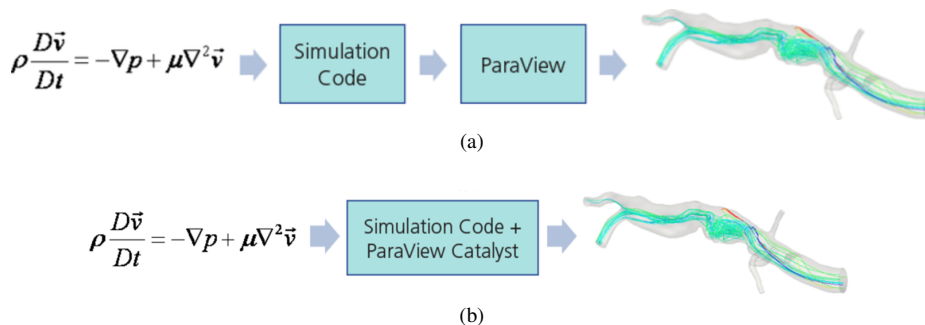 ρ Dv⃗/Dt = −∇p + μ∇²v⃗
Simulation
Code
ParaView
(a)
ρ Dv⃗/Dt = −∇p + μ∇²v⃗
Simulation Code +
ParaView Catalyst
(b)